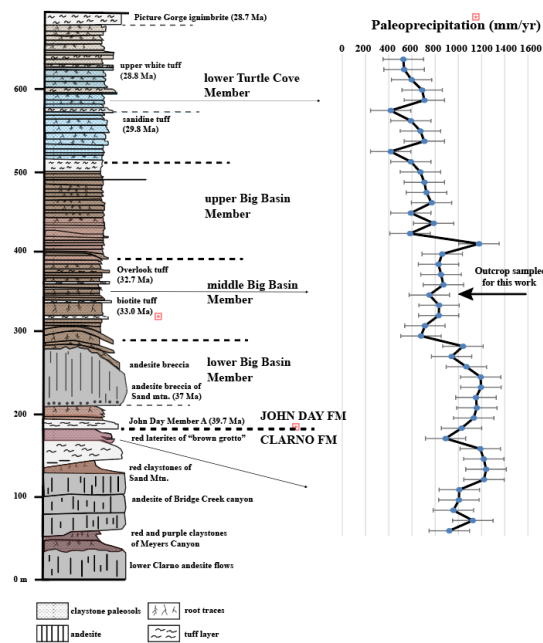 Picture Gorge ignimbrite (28.7 Ma)
Paleoprecipitation (mm/yr)
0 200 400 600 800 1000 1200 1400 1600
upper white tuff
(28.8 Ma)
lower Turtle Cove
Member
600
sanidine tuff
(29.8 Ma)
500
upper Big Basin
Member
400
Overlook tuff
(32.7 Ma)
middle Big Basin
Member
biotite tuff
(33.0 Ma)
Outcrop sampled
for this work
300
lower Big Basin
Member
andesite breccia
andesite breccia of
Sand mtn. (37 Ma)
200
John Day Member A (39.7 Ma)
JOHN DAY FM
red laterites of "brown grotto"
CLARNO FM
red claystones of
Sand Mtn.
100
andesite of Bridge Creek canyon
red and purple claystones
of Meyers Canyon
lower Clarno andesite flows
0 m
claystone paleosols
root traces
andesite
tuff layer